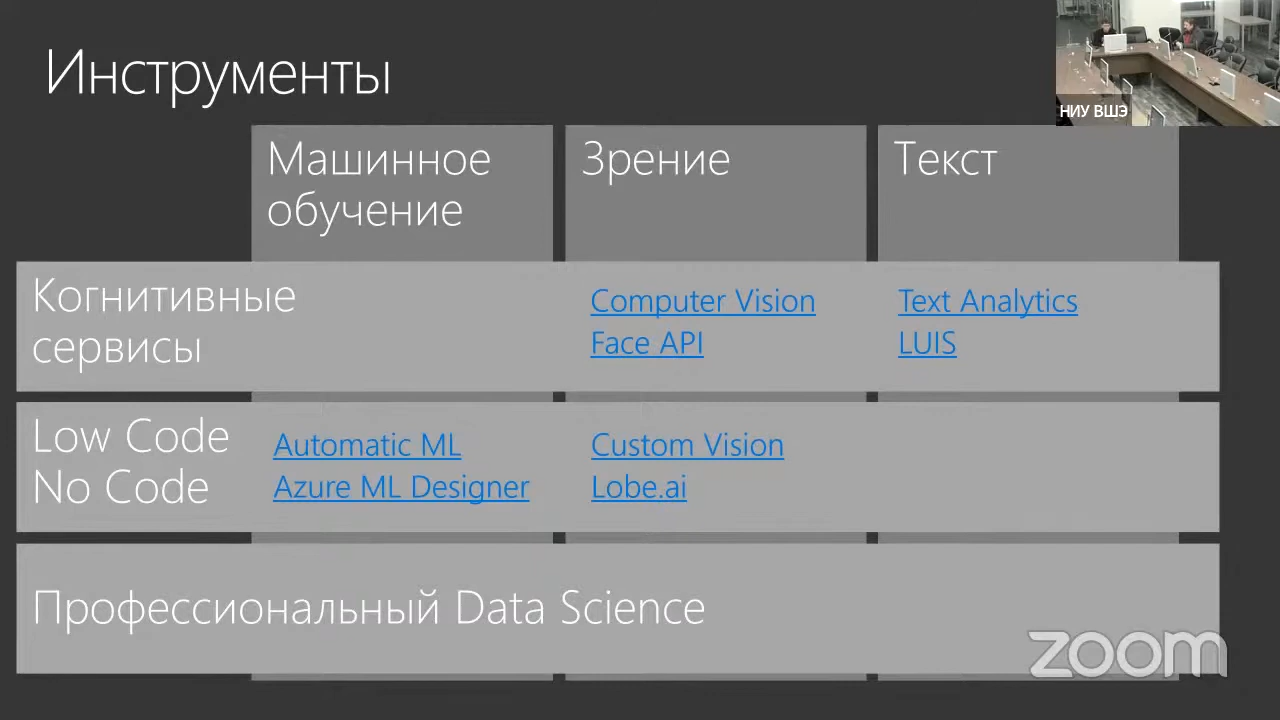 Инструменты
НИУ ВШЭ
Машинное
обучение
Зрение
Текст
Когнитивные
сервисы
Computer Vision
Face API
Text Analytics
LUIS
Low Code
No Code
Automatic ML
Azure ML Designer
Custom Vision
Lobe.ai
Профессиональный Data Science
zoom